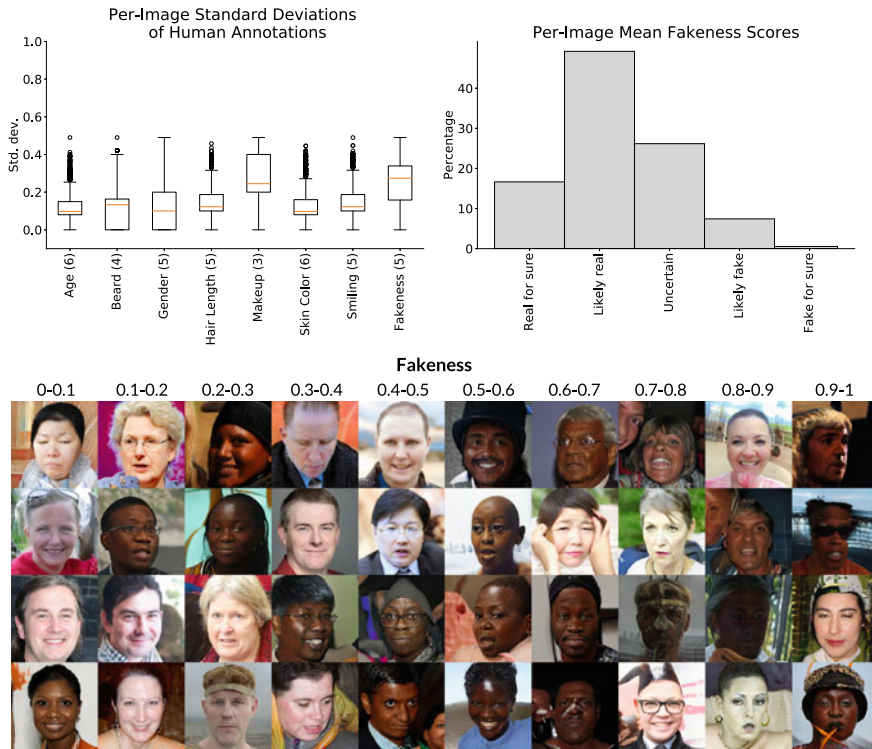 Per-Image Standard Deviations
of Human Annotations
Std. dev.
1.0
0.8
0.6
0.4
0.2
0.0
Age (6)
Beard (4)
Gender (5)
Hair Length (5)
Makeup (3)
Skin Color (6)
Smiling (5)
Fakeness (5)
Per-Image Mean Fakeness Scores
Percentage
40
30
20
10
0
Real for sure
Likely real
Uncertain
Likely fake
Fake for sure
Fakeness
0-0.1 0.1-0.2 0.2-0.3 0.3-0.4 0.4-0.5 0.5-0.6 0.6-0.7 0.7-0.8 0.8-0.9 0.9-1